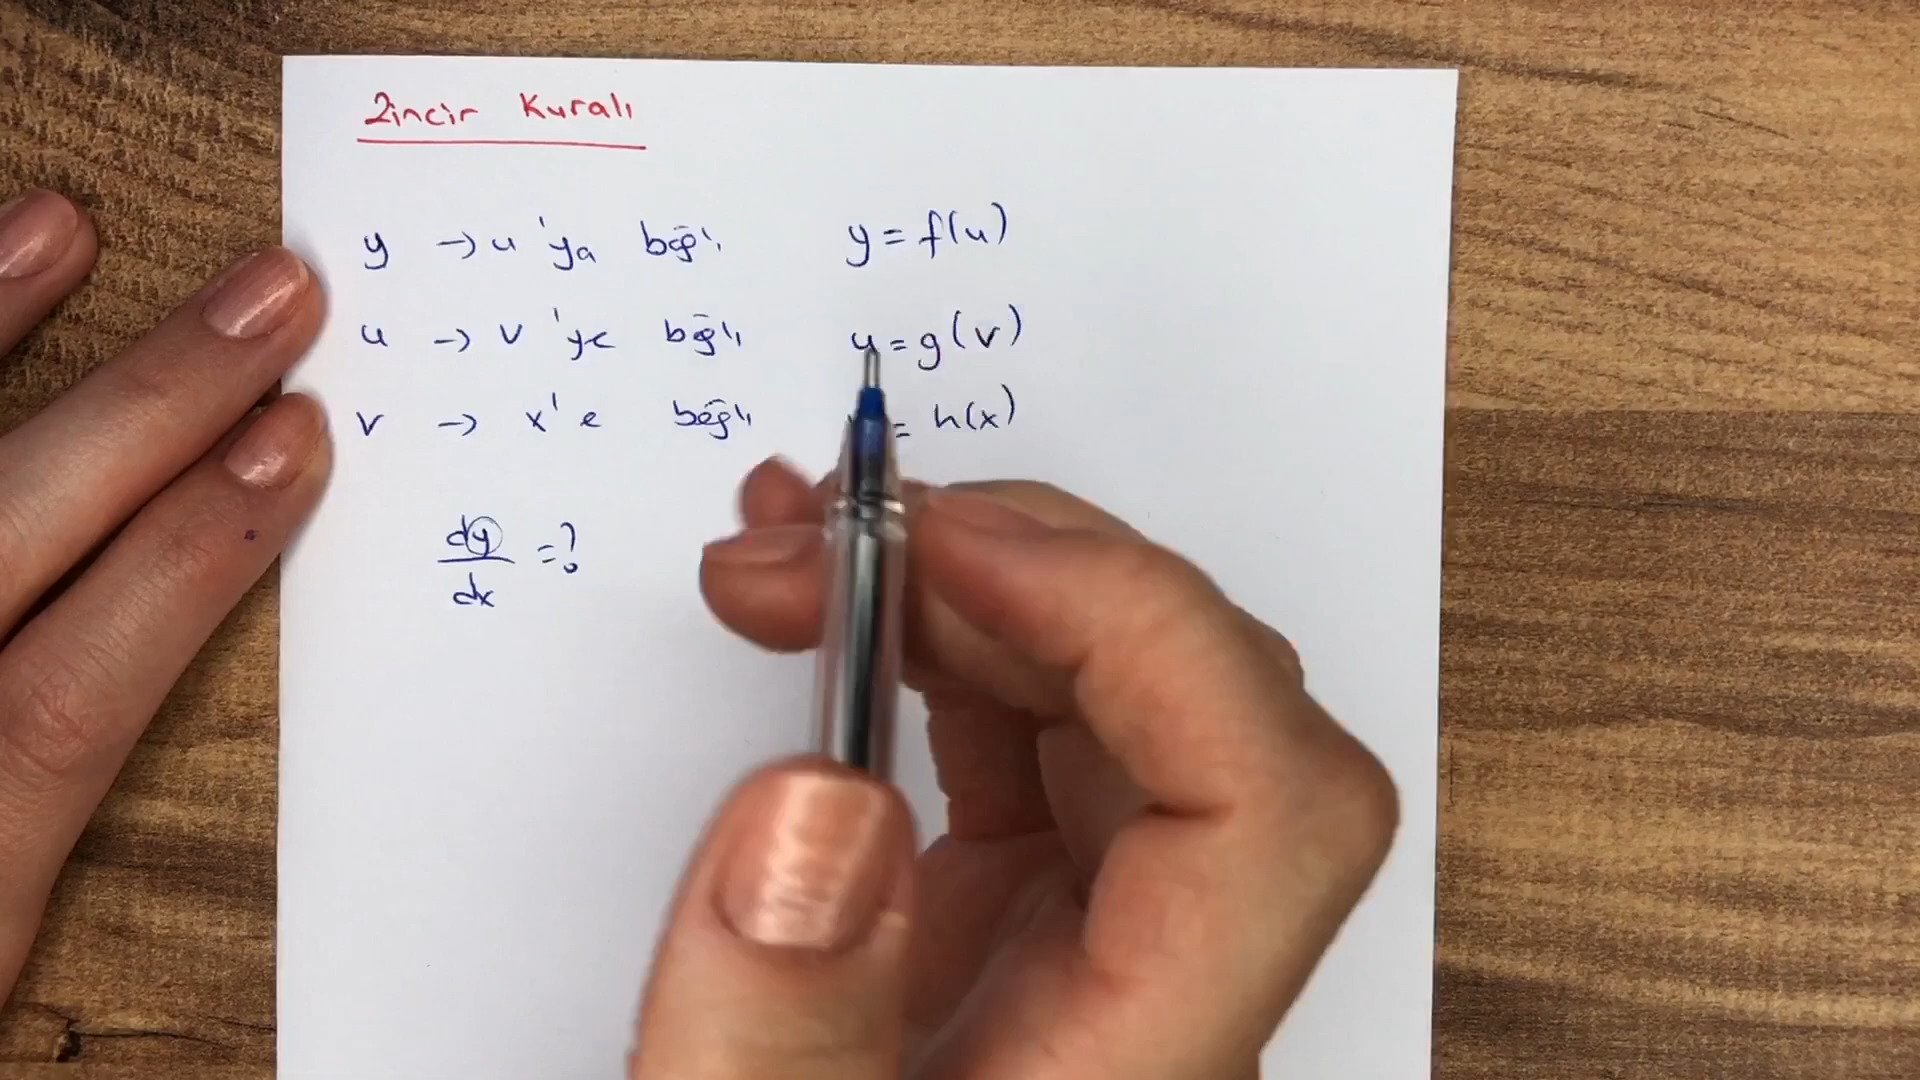 Zincir Kuralı
y → u'ya bağlı y = f(u)
u → v'ye bağlı u = g(v)
v → x'e bağlı = h(x)
dy
dx
=?